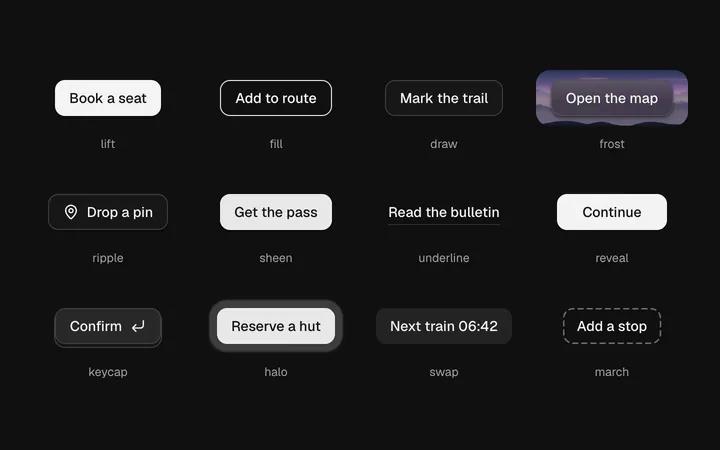 Book a seat
Add to route
Mark the trail
Open the map
lift
fill
draw
frost
Drop a pin
Get the pass
Read the bulletin
Continue
ripple
sheen
underline
reveal
Confirm
Reserve a hut
Next train 06:42
Add a stop
keycap
halo
swap
march